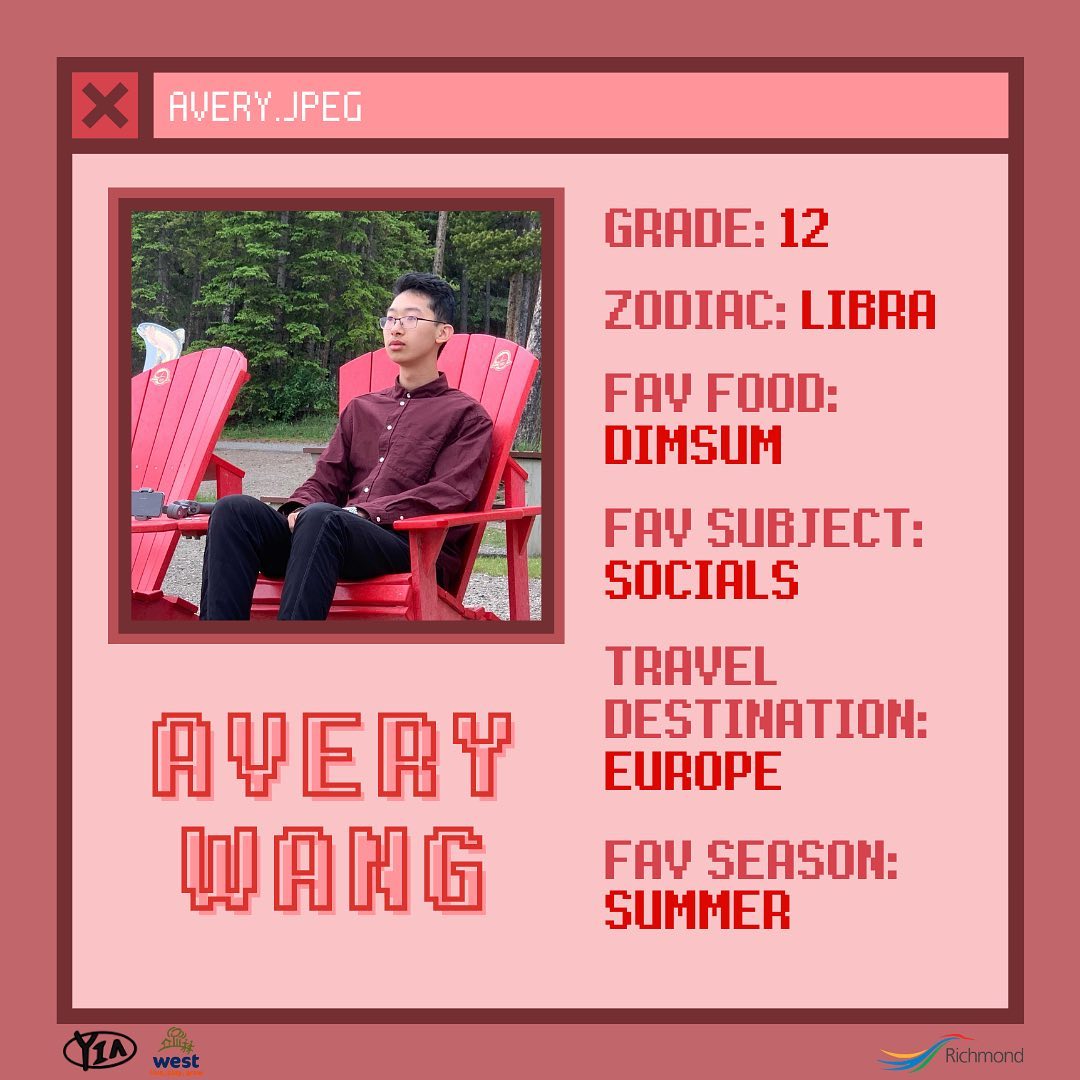 AVERY.JPEG
GRADE: 12
ZODIAC: LIBRA
FAV FOOD:
DIMSUM
FAV SUBJECT:
SOCIALS
TRAVEL
DESTINATION:
EUROPE
FAV SEASON:
SUMMER
AVERY
WANG
YIA
west
Richmond